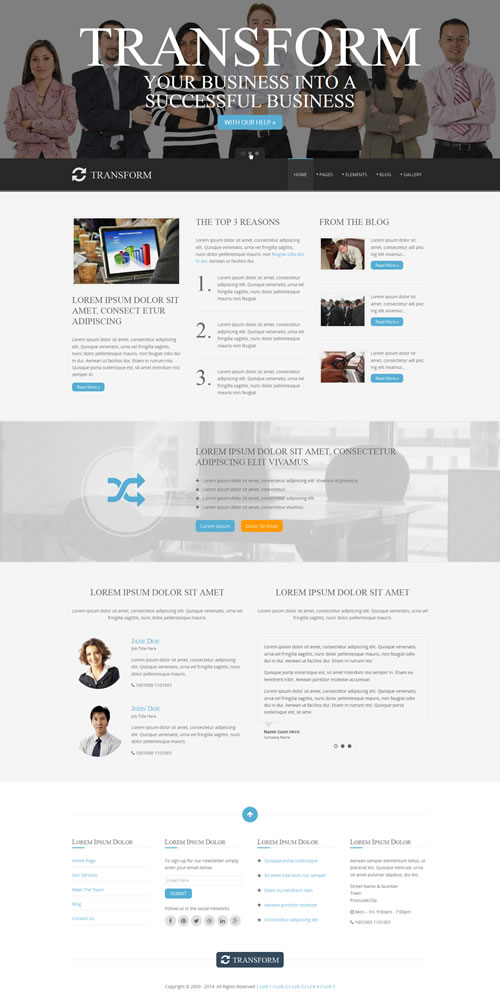 TRANSFORM
YOUR BUSINESS INTO A
SUCCESSFUL BUSINESS
WITH OUR HELP »
TRANSFORM
HOME
PAGES
ELEMENTS
BLOG
GALLERY
LOREM IPSUM DOLOR SIT
AMET, CONSECT ETUR
ADIPISCING
Lorem ipsum dolor sit amet, consectetur adipiscing
elit. Quisque venenatis, urna vel fringilla sagittis,
nunc dolor pellentesque mauris, non feugiat odio dui
in dui. Aenean ut facilisis dui. Etiam in rutrum nisi.
Quisque porta scelerisque est, id commodo nisl
semper in
Read More »
THE TOP 3 REASONS
Lorem ipsum dolor sit amet, consectetur
adipiscing elit. Quisque venenatis, urna vel
fringilla sagittis, nunc dolor pellentesque
mauris, non feugiat odio dui
in dui. Aenean ut facilisis dui.
1.
Lorem ipsum dolor sit amet, consectetur
adipiscing elit. Quisque venenatis, urna vel
fringilla sagittis, nunc dolor pellentesque
mauris non feugiat.
2.
Lorem ipsum dolor sit amet, consectetur
adipiscing elit. Quisque venenatis, urna vel
fringilla sagittis, nunc dolor pellentesque
mauris non feugiat.
3.
Lorem ipsum dolor sit amet, consectetur
adipiscing elit. Quisque venenatis, urna vel
fringilla sagittis, nunc dolor pellentesque
mauris non feugiat.
FROM THE BLOG
Lorem ipsum dolor sit
amet, consectetur adi pisc
ing elit vivamus...
Read More »
Lorem ipsum dolor sit
amet, consectetur adi pisc
ing elit vivamus...
Read More »
Lorem ipsum dolor sit
amet, consectetur adi pisc
ing elit vivamus...
Read More »
LOREM IPSUM DOLOR SIT AMET, CONSECTETUR
ADIPISCING ELIT VIVAMUS.
Lorem ipsum dolor sit amet, consectetur adipiscing elit. Vivamus et pharetra.
Lorem ipsum dolor sit amet, consectetur.
Lorem ipsum dolor sit amet, consectetur adipiscing elit
Lorem ipsum dolor sit amet, consectetur vivamus.
Lorem Ipsum
Dolor Sit Amet
LOREM IPSUM DOLOR SIT AMET
Lorem ipsum dolor sit amet, consectetur adipiscing elit. Quisque venenatis, urna vel
fringilla sagittis, nunc dolor pellentesque mauris.
JANE DOE
Job Title Here
Lorem ipsum dolor sit amet, consectetur adipiscing
elit. Quisque venenatis, urna vel fringilla sagittis,
nunc dolor pellentesque mauris
1001000 1101001
JOHN DOE
Job Title Here
Lorem ipsum dolor sit amet, consectetur adipiscing
elit. Quisque venenatis, urna vel fringilla sagittis,
nunc dolor pellentesque mauris
1001000 1101001
LOREM IPSUM DOLOR SIT AMET
Lorem ipsum dolor sit amet, consectetur adipiscing elit. Quisque venenatis, urna vel
fringilla sagittis, nunc dolor pellentesque mauris.
Lorem ipsum dolor sit amet, consectetur adipiscing elit. Quisque venenatis,
urna vel fringilla sagittis, nunc dolor pellentesque mauris, non feugiat odio
dui in dui. Aenean ut facilisis dui. Etiam in rutrum nisi.
Quisque porta scelerisque est, id commodo nisl semper in. Etiam eu
hendrerit nibh. Aenean porttitor molestie accumsan.
Lorem ipsum dolor sit amet, consectetur adipiscing elit. Quisque venenatis,
urna vel fringilla sagittis, nunc dolor pellentesque mauris, non feugiat odio
dui in dui. Aenean ut facilisis dui. Etiam in rutrum nisi. Quisque porta
scelerisque est, id commodo nisl.
Name Goes Here
Company Name
LOREM IPSUM DOLOR
Home Page
Our Services
Meet The Team
Blog
Contact Us
LOREM IPSUM DOLOR
To sign-up for our newsletter simply
enter your email below.
Email Here
SUBMIT
Follow us in the social networks
LOREM IPSUM DOLOR
Quisque porta scelerisque
Sit amet interdum non dui
Etiam eu hendrerit nibh
Aenean porttitor molestie
Consectetur adipiscing elit
LOREM IPSUM DOLOR
Aenean semper elementum tellus, ut
placerat leo. Quisque vehicula, urna
sit amet pulvinar dapibus, dui leo
Street Name & Number
Town
Postcode/Zip
Mon. - Fri. 9:00am - 7:00pm
1001000 1101001
TRANSFORM
Copyright © 2009 - 2014. All Rights Reserved | Link 1 / Link 2 / Link 3 / Link 4 / Link 5